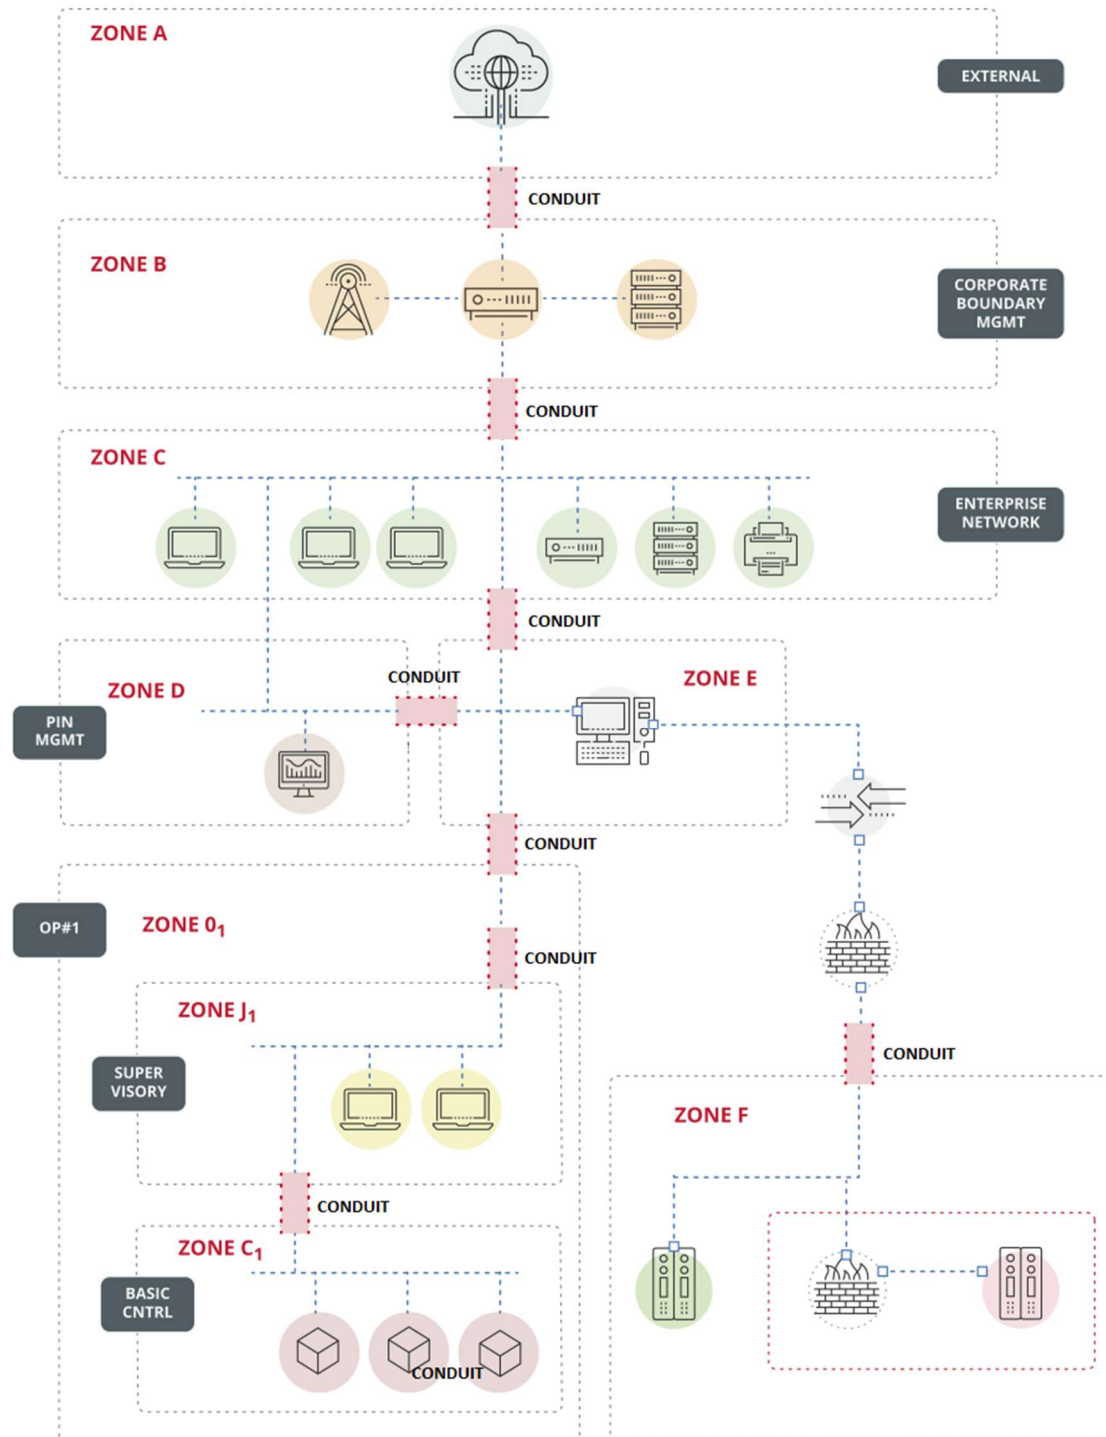 ZONE A
EXTERNAL
CONDUIT
ZONE B
CORPORATE
BOUNDARY
MGMT
CONDUIT
ZONE C
ENTERPRISE
NETWORK
CONDUIT
ZONE D
CONDUIT
ZONE E
PIN
MGMT
CONDUIT
OP#1
ZONE 0₁
CONDUIT
ZONE J₁
SUPER
VISORY
CONDUIT
ZONE F
CONDUIT
ZONE C₁
BASIC
CNTRL
CONDUIT